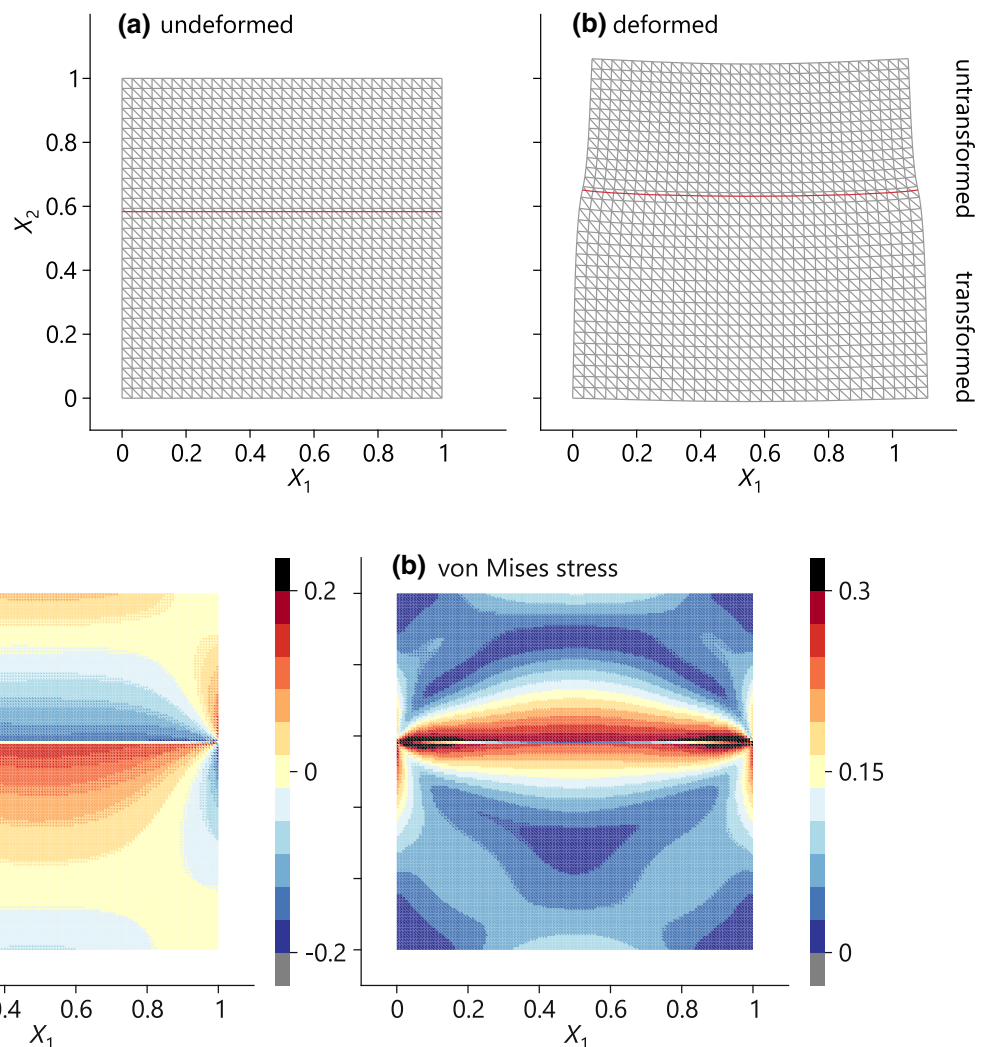 (a) undeformed
1
0.8
0.6
0.4
0.2
0
X2
0 0.2 0.4 0.6 0.8 1
X1
(b) deformed
untransformed
transformed
0 0.2 0.4 0.6 0.8 1
X1
0.2
0
-0.2
0.4 0.6 0.8 1
X1
(b) von Mises stress
0.3
0.15
0
0 0.2 0.4 0.6 0.8 1
X1